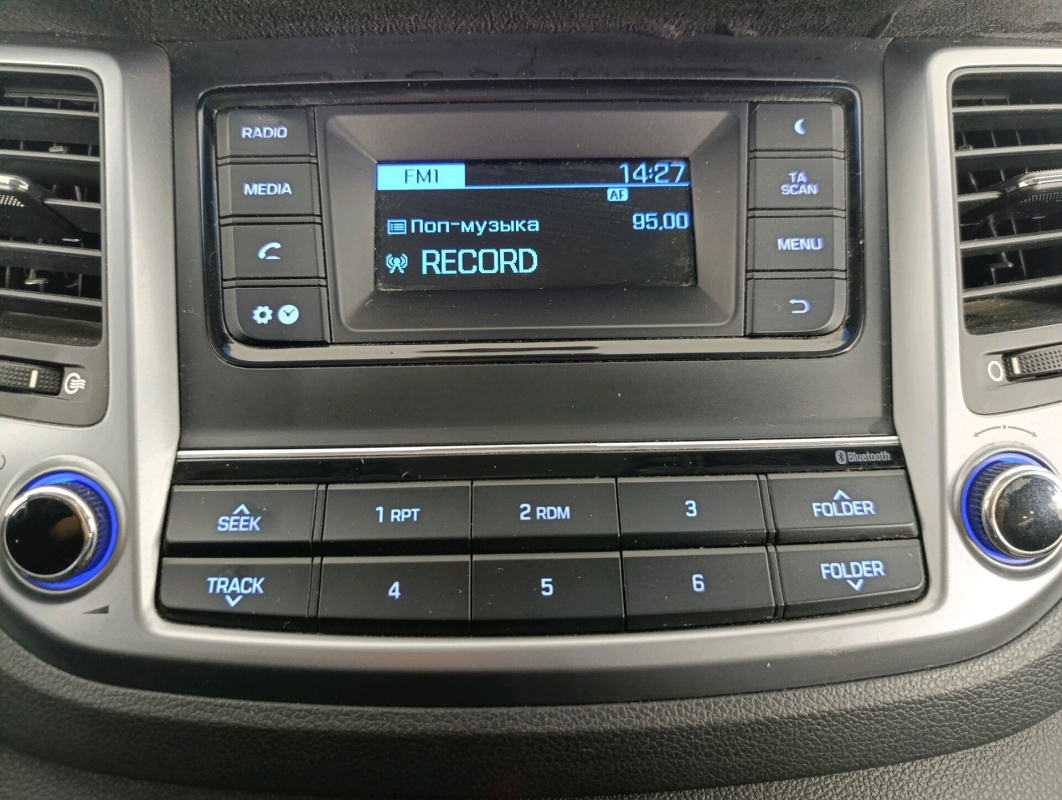 RADIO
MEDIA
FM1 14:27
AF
Поп-музыка 95,00
RECORD
TA
SCAN
MENU
Bluetooth
SEEK
1 RPT
2 RDM
3
FOLDER
TRACK
4
5
6
FOLDER